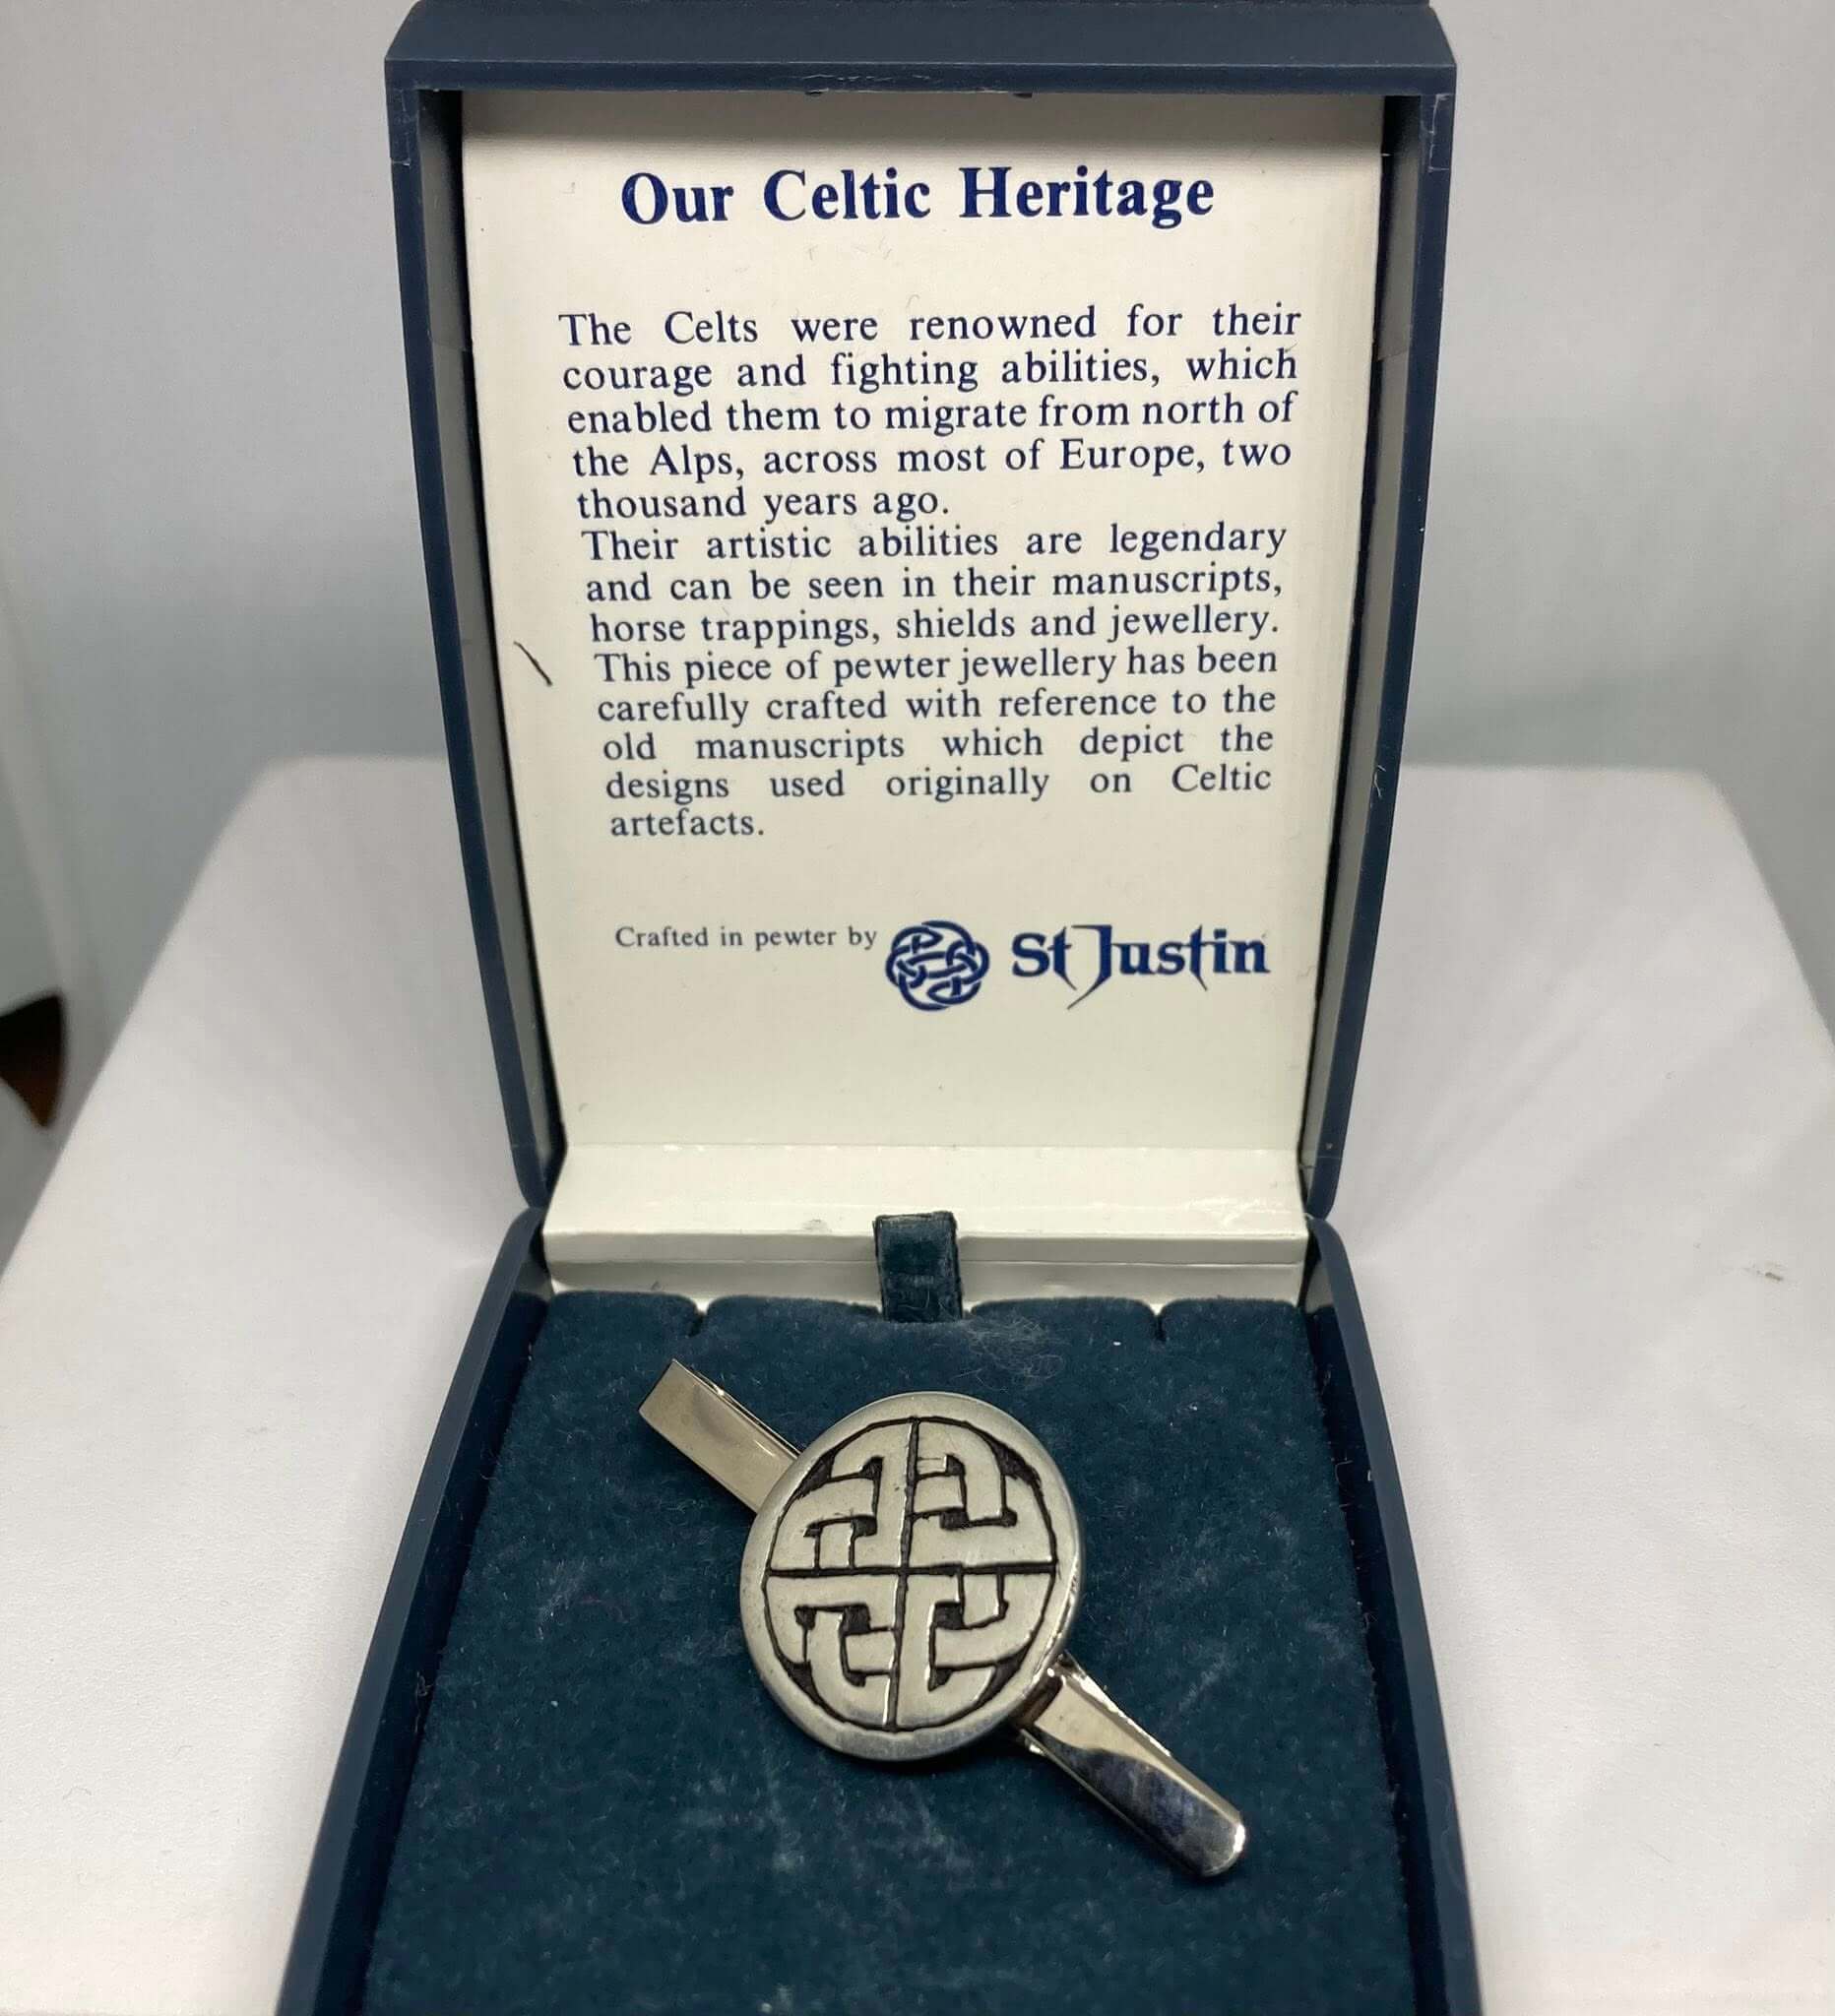 Our Celtic Heritage
The Celts were renowned for their
courage and fighting abilities, which
enabled them to migrate from north of
the Alps, across most of Europe, two
thousand years ago.
Their artistic abilities are legendary
and can be seen in their manuscripts,
horse trappings, shields and jewellery.
This piece of pewter jewellery has been
carefully crafted with reference to the
old manuscripts which depict the
designs used originally on Celtic
artefacts.
Crafted in pewter by St Justin